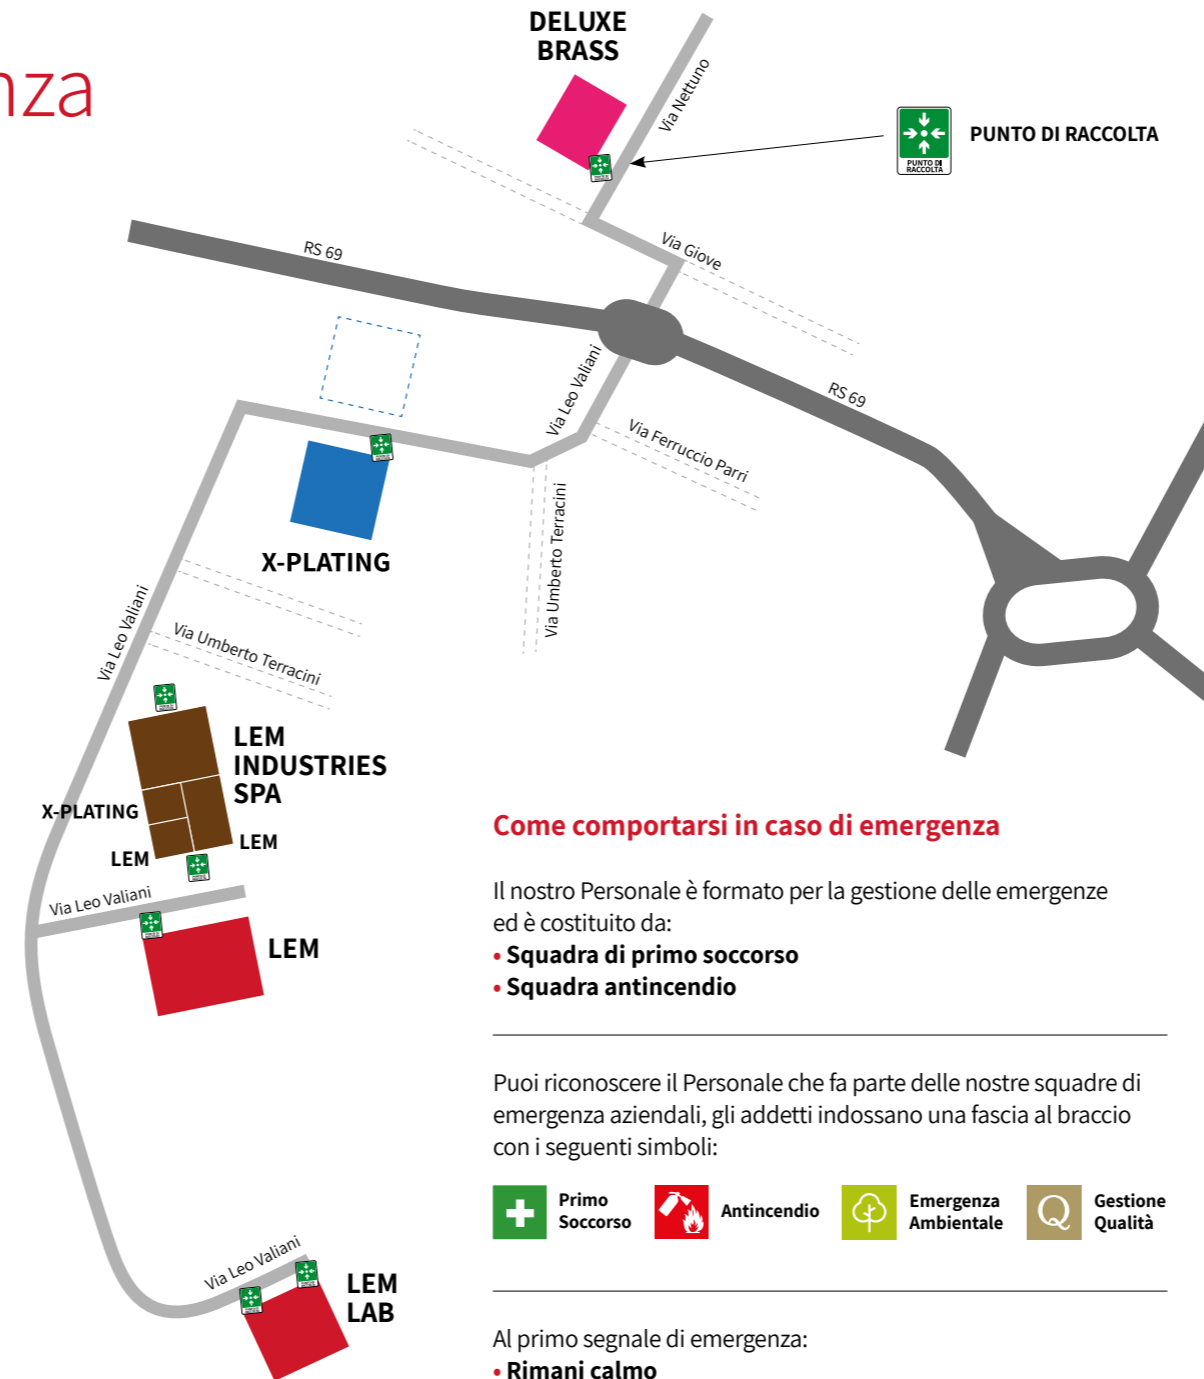 nza
DELUXE
BRASS
Via Nettuno
PUNTO DI
RACCOLTA
PUNTO DI RACCOLTA
Via Giove
RS 69
RS 69
Via Leo Valiani
Via Ferruccio Parri
Via Umberto Terracini
X-PLATING
Via Leo Valiani
Via Umberto Terracini
LEM
INDUSTRIES
SPA
X-PLATING
LEM
LEM
Via Leo Valiani
LEM
Via Leo Valiani
LEM
LAB
Come comportarsi in caso di emergenza
Il nostro Personale è formato per la gestione delle emergenze
ed è costituito da:
• Squadra di primo soccorso
• Squadra antincendio
Puoi riconoscere il Personale che fa parte delle nostre squadre di
emergenza aziendali, gli addetti indossano una fascia al braccio
con i seguenti simboli:
Primo
Soccorso
Antincendio
Emergenza
Ambientale
Q
Gestione
Qualità
Al primo segnale di emergenza:
• Rimani calmo